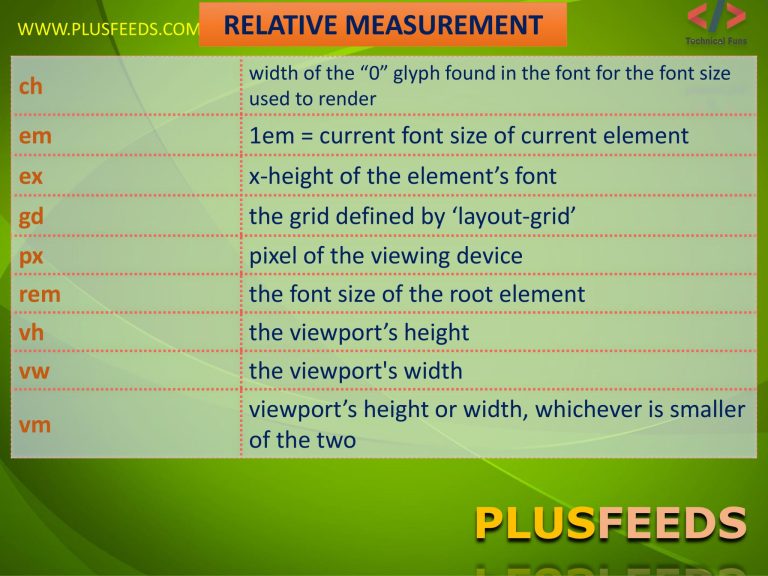 WWW.PLUSFEEDS.COM
RELATIVE MEASUREMENT
</>
Technical Funs
ch
width of the “0” glyph found in the font for the font size
used to render
em
1em = current font size of current element
ex
x-height of the element’s font
gd
the grid defined by ‘layout-grid’
px
pixel of the viewing device
rem
the font size of the root element
vh
the viewport’s height
vw
the viewport's width
vm
viewport’s height or width, whichever is smaller
of the two
PLUSFEEDS